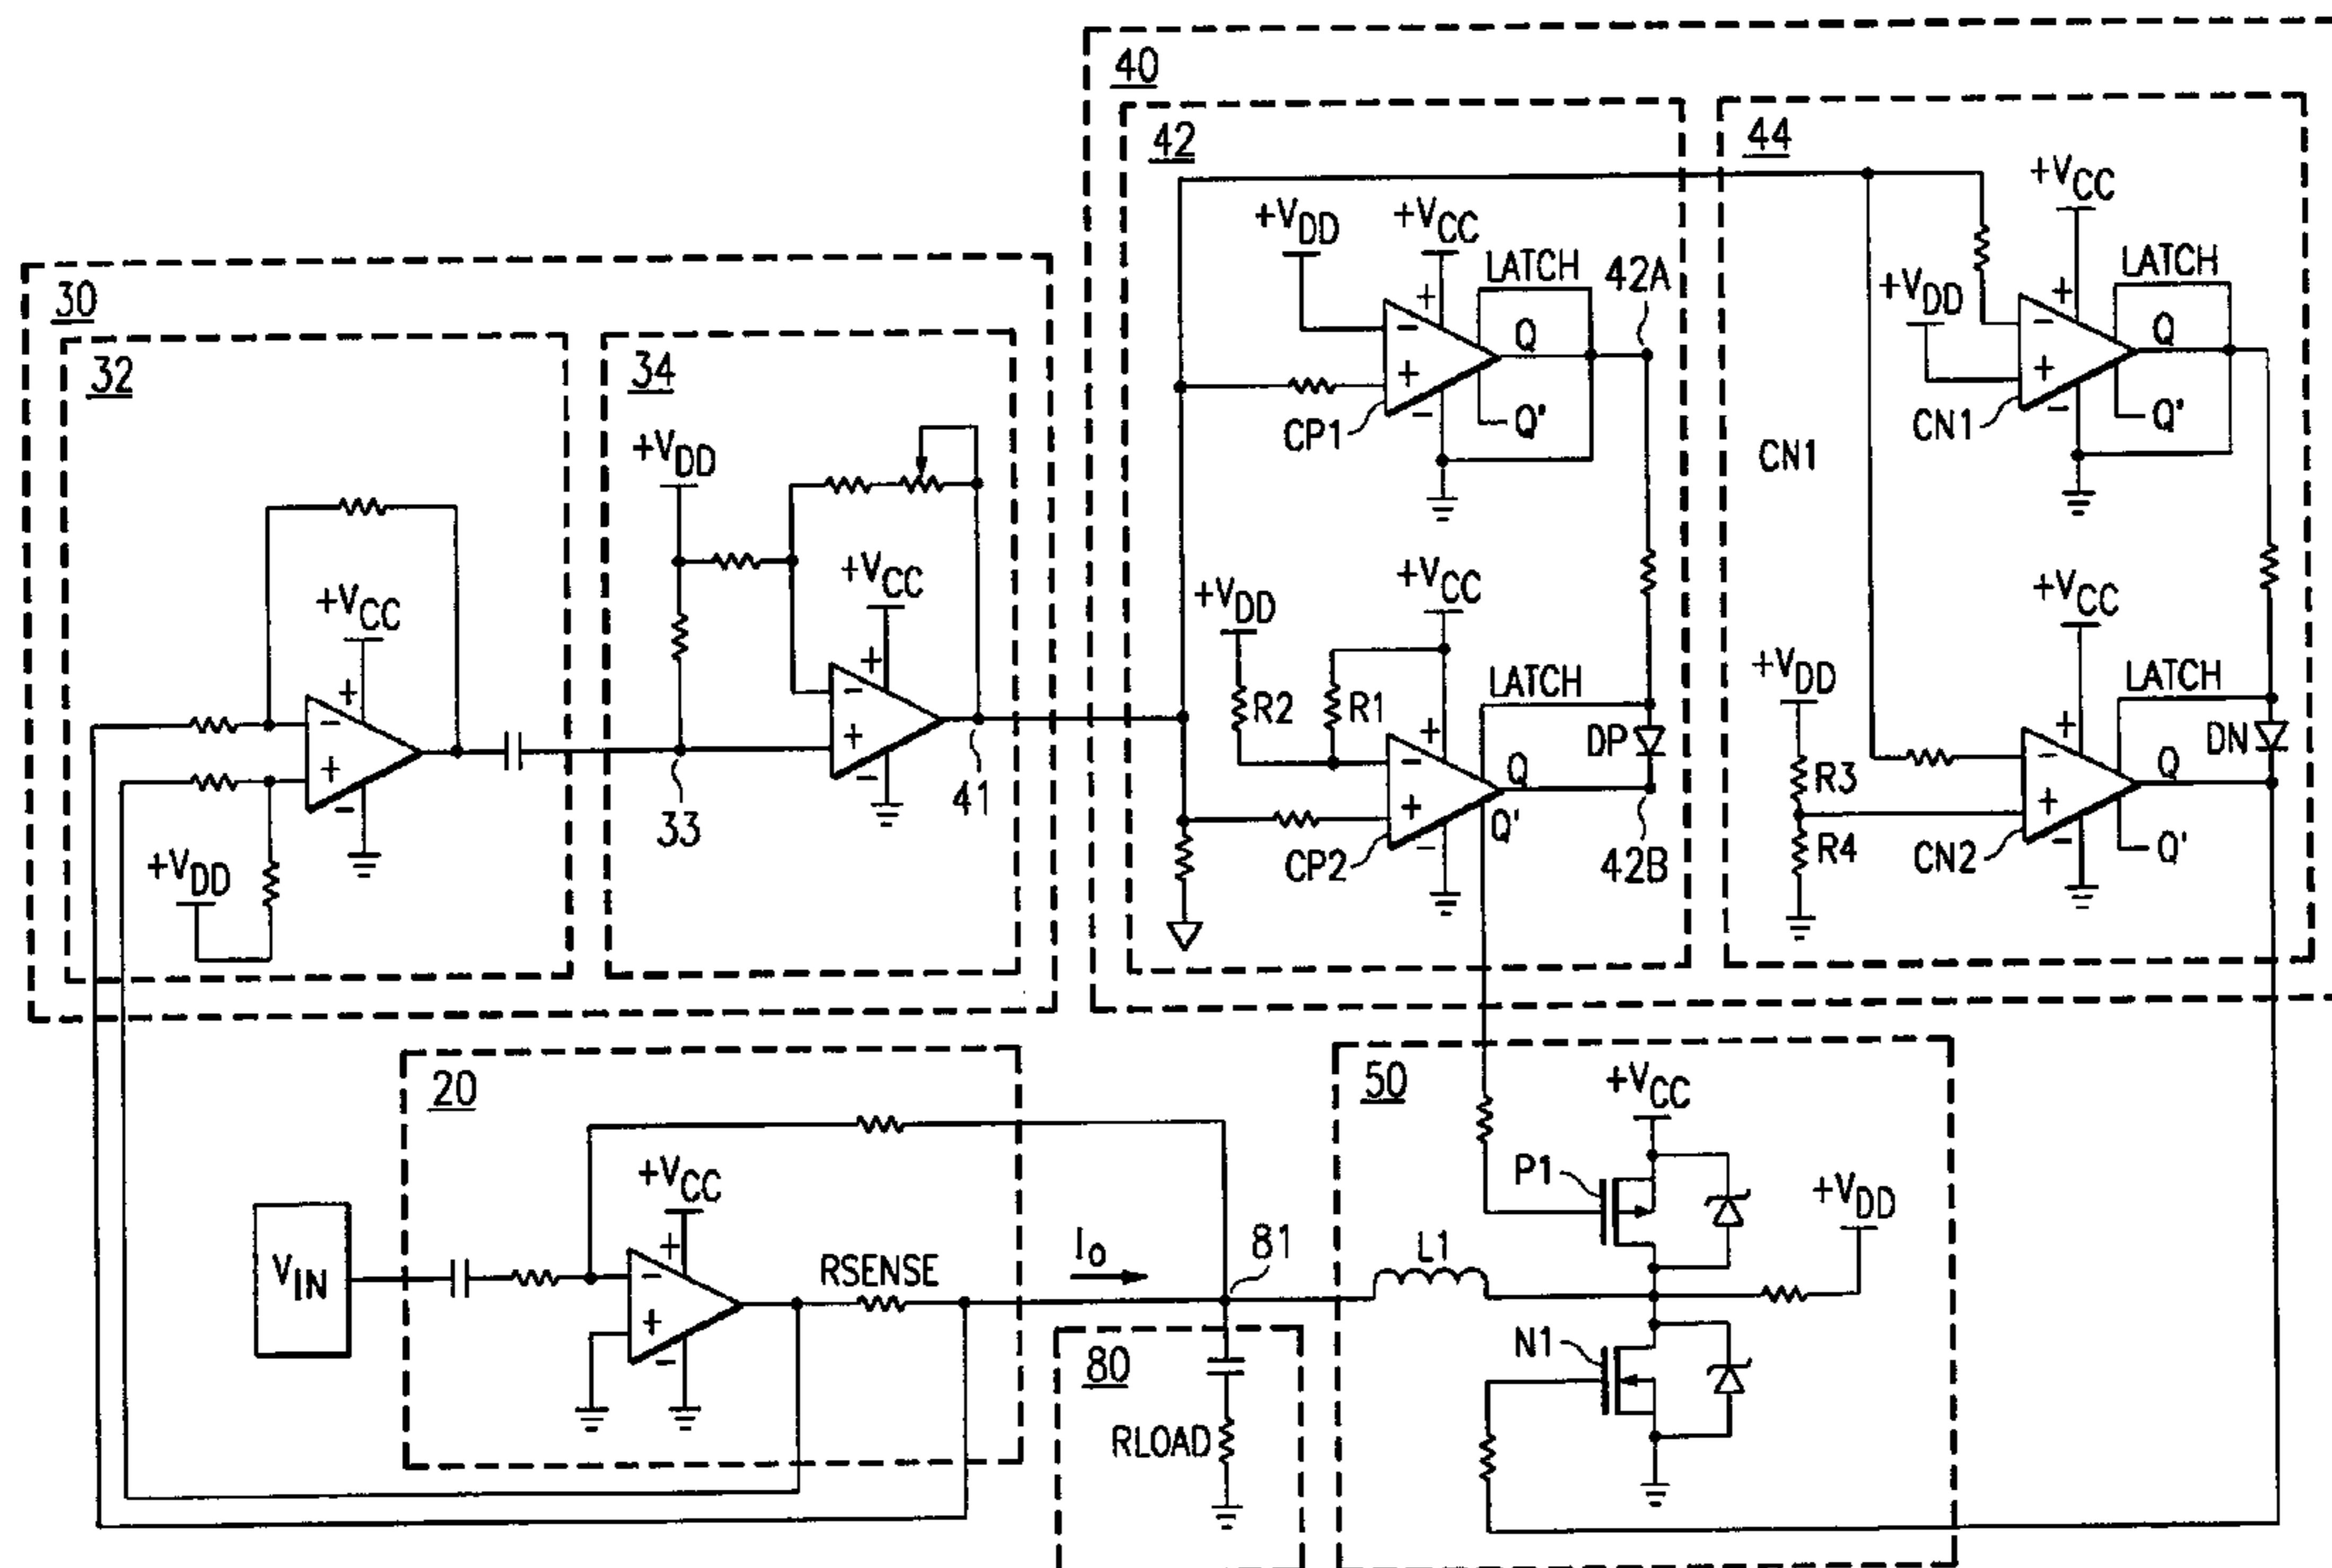 40
42
44
+VCC
+VDD
+VCC
LATCH
42A
LATCH
+VDD
30
Q
Q
32
34
+VDD
CP1
Q'
CN1
Q'
CN1
+VCC
+VCC
+VDD
+VCC
+VCC
+VDD
R2
R1
LATCH
+VDD
LATCH
DP
DN
41
33
Q
Q
R3
Q'
R4
CP2
42B
CN2
Q'
+VDD
20
50
+VCC
+VCC
P1
+VDD
VIN
RSENSE
Io
81
L1
N1
80
RLOAD